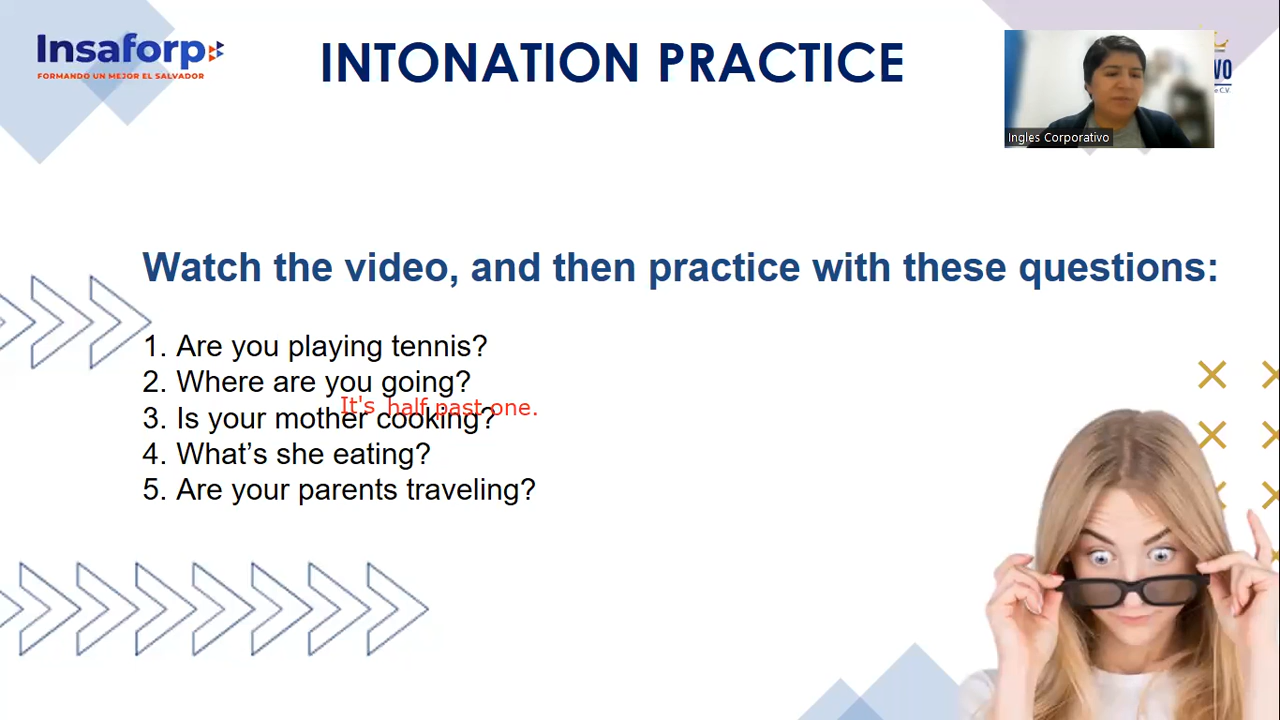 Insaforp
FORMANDO UN MEJOR EL SALVADOR
INTONATION PRACTICE
Ingles Corporativo
Watch the video, and then practice with these questions:
1. Are you playing tennis?
2. Where are you going?
It's half past one.
3. Is your mother cooking?
4. What’s she eating?
5. Are your parents traveling?